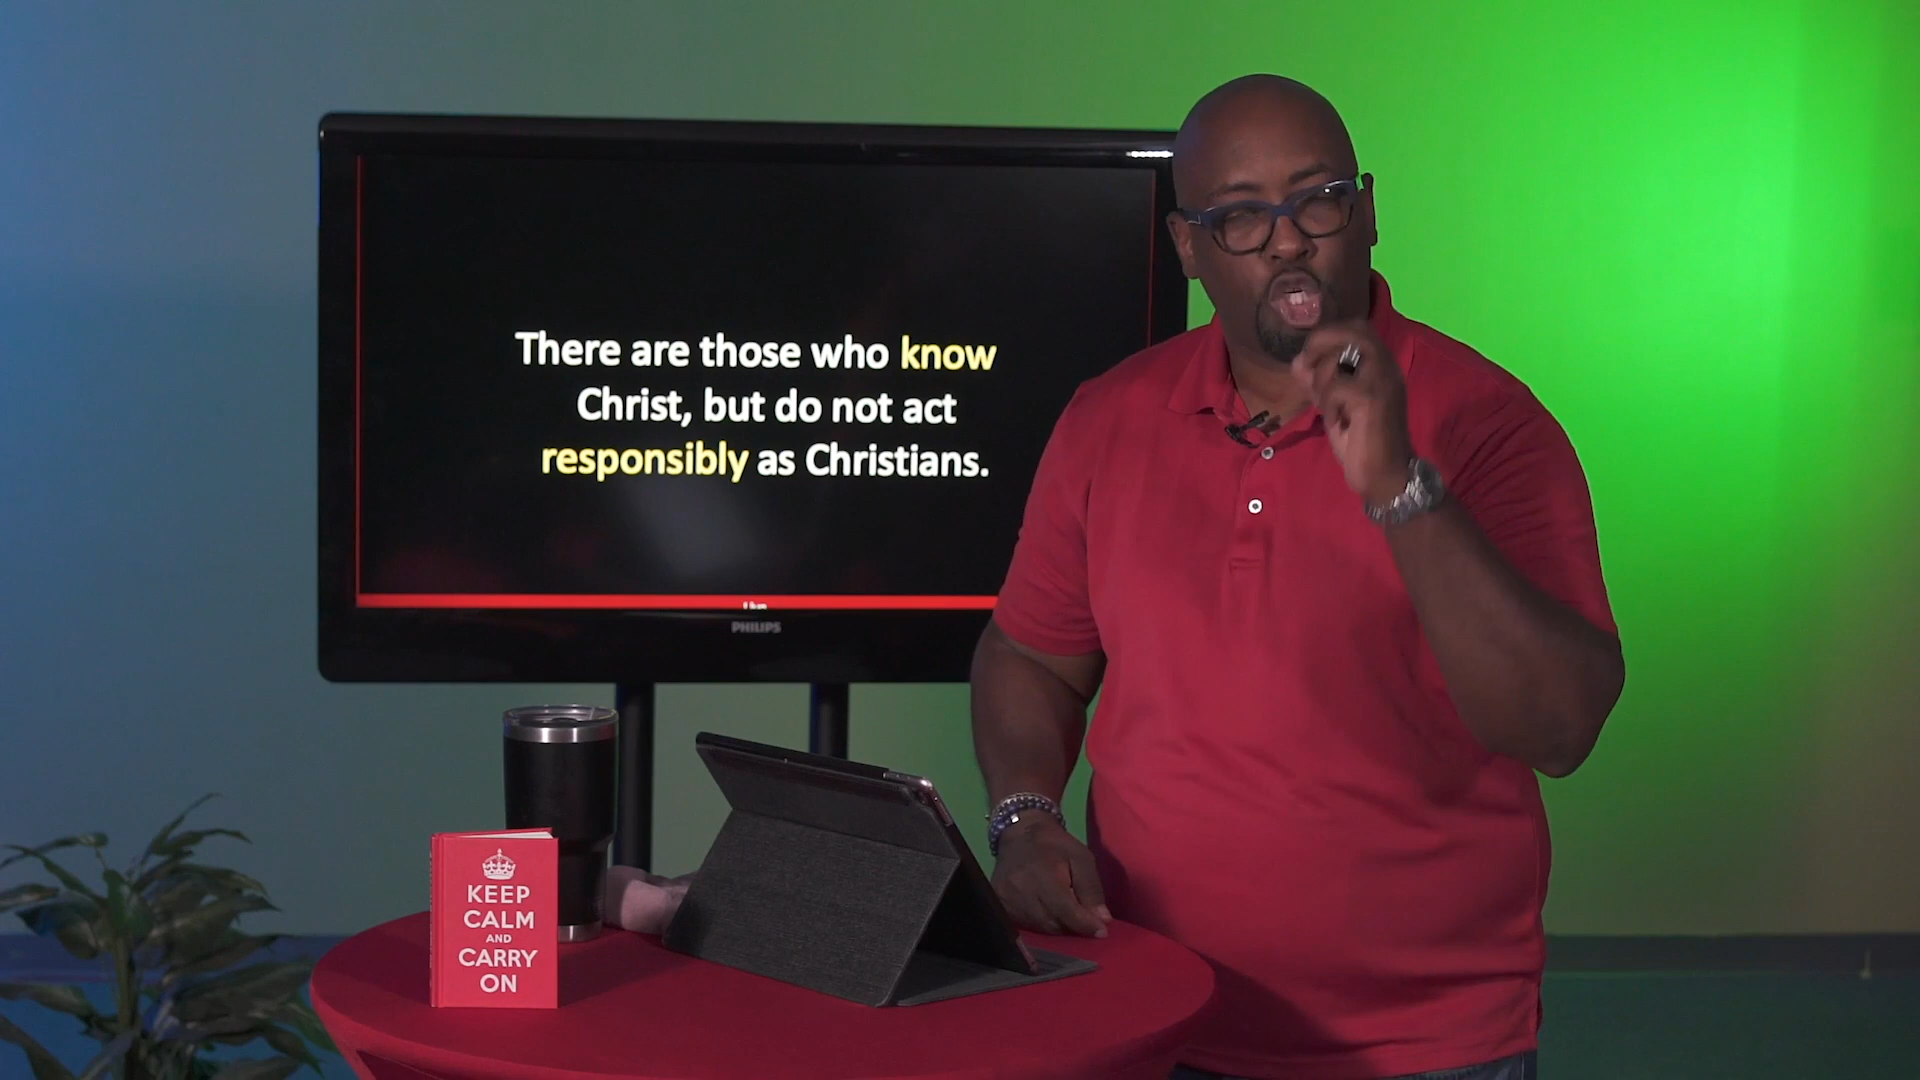 There are those who know
Christ, but do not act
responsibly as Christians.
PHILIPS
KEEP
CALM
AND
CARRY
ON